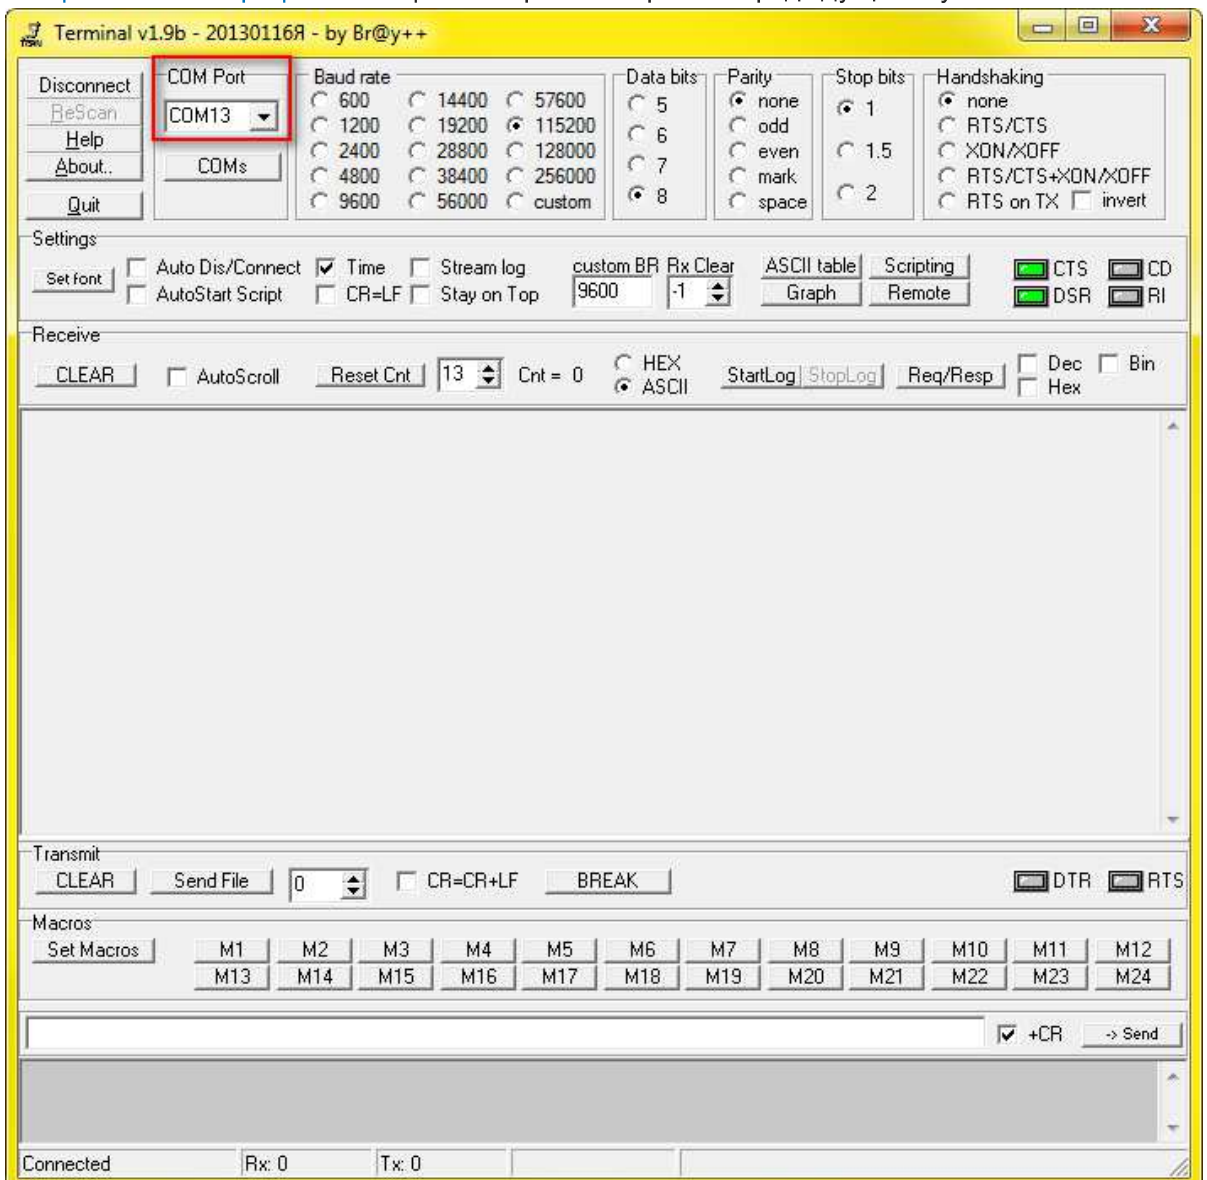 Terminal v1.9b - 20130116Я - by Br@y++
Disconnect
ReScan
Help
About..
Quit
COM Port
COM13
COMs
Baud rate
600 14400 57600
1200 19200 115200
2400 28800 128000
4800 38400 256000
9600 56000 custom
Data bits
5
6
7
8
Parity
none
odd
even
mark
space
Stop bits
1
1.5
2
Handshaking
none
RTS/CTS
XON/XOFF
RTS/CTS+XON/XOFF
RTS on TX invert
Settings
Set font
Auto Dis/Connect Time Stream log
AutoStart Script CR=LF Stay on Top
custom BR Rx Clear
9600 -1
ASCII table Scripting
Graph Remote
CTS CD
DSR RI
Receive
CLEAR AutoScroll Reset Cnt 13 Cnt = 0
HEX
ASCII
StartLog StopLog Req/Resp
Dec Bin
Hex
Transmit
CLEAR Send File 0 CR=CR+LF BREAK DTR RTS
Macros
Set Macros M1 M2 M3 M4 M5 M6 M7 M8 M9 M10 M11 M12
M13 M14 M15 M16 M17 M18 M19 M20 M21 M22 M23 M24
+CR -> Send
Connected Rx: 0 Tx: 0